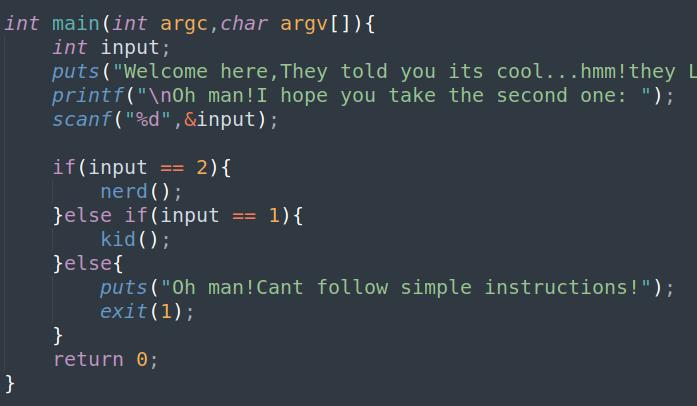 int main(int argc,char argv[]){
    int input;
    puts("Welcome here,They told you its cool...hmm!they L
    printf("\nOh man!I hope you take the second one: ");
    scanf("%d",&input);

    if(input == 2){
        nerd();
    }else if(input == 1){
        kid();
    }else{
        puts("Oh man!Cant follow simple instructions!");
        exit(1);
    }
    return 0;
}